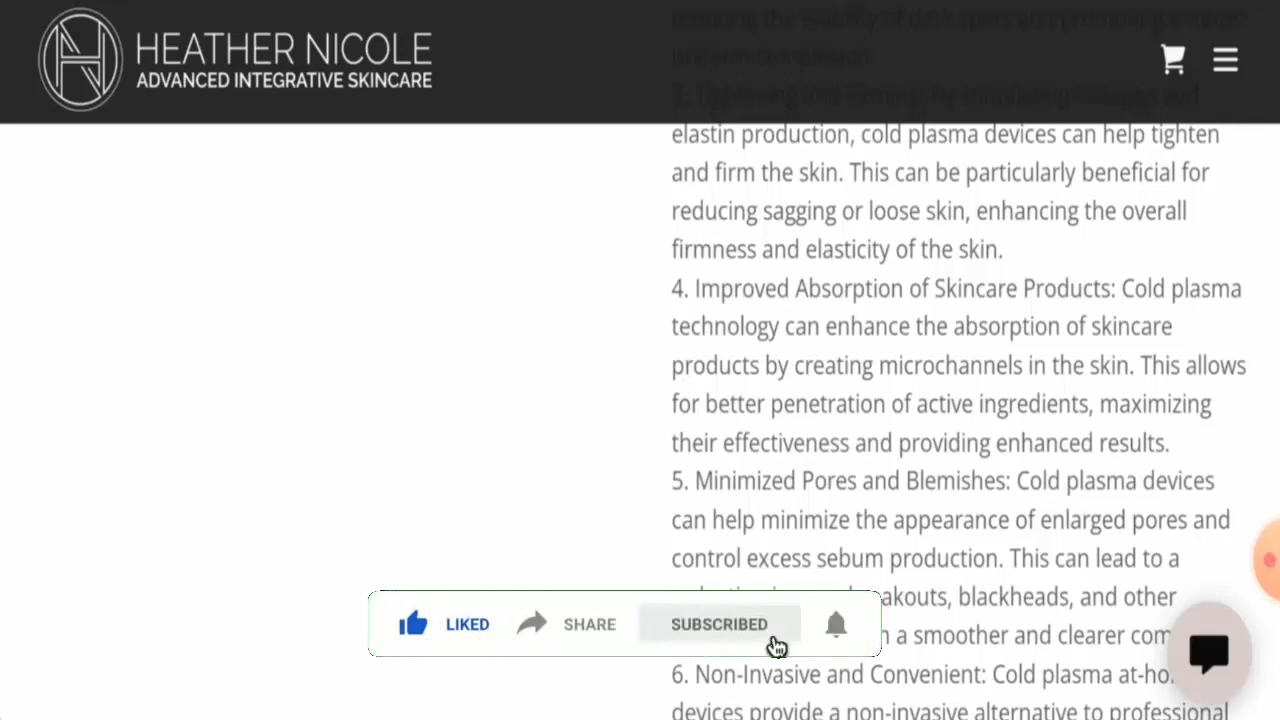 HEATHER NICOLE
ADVANCED INTEGRATIVE SKINCARE
elastin production, cold plasma devices can help tighten
and firm the skin. This can be particularly beneficial for
reducing sagging or loose skin, enhancing the overall
firmness and elasticity of the skin.
4. Improved Absorption of Skincare Products: Cold plasma
technology can enhance the absorption of skincare
products by creating microchannels in the skin. This allows
for better penetration of active ingredients, maximizing
their effectiveness and providing enhanced results.
5. Minimized Pores and Blemishes: Cold plasma devices
can help minimize the appearance of enlarged pores and
control excess sebum production. This can lead to a
akouts, blackheads, and other
a smoother and clearer com
LIKED SHARE SUBSCRIBED
6. Non-Invasive and Convenient: Cold plasma at-ho
devices provide a non-invasive alternative to professional